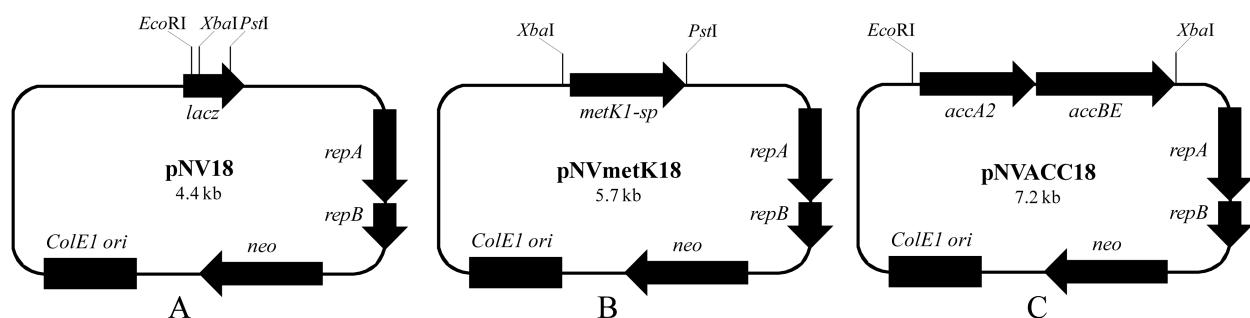 EcoRI XbaI PstI
lacz
repA
pNV18
4.4 kb
repB
ColE1 ori
neo
A
XbaI
PstI
metK1-sp
repA
pNVmetK18
5.7 kb
repB
ColE1 ori
neo
B
EcoRI
XbaI
accA2
accBE
repA
pNVACC18
7.2 kb
repB
ColE1 ori
neo
C